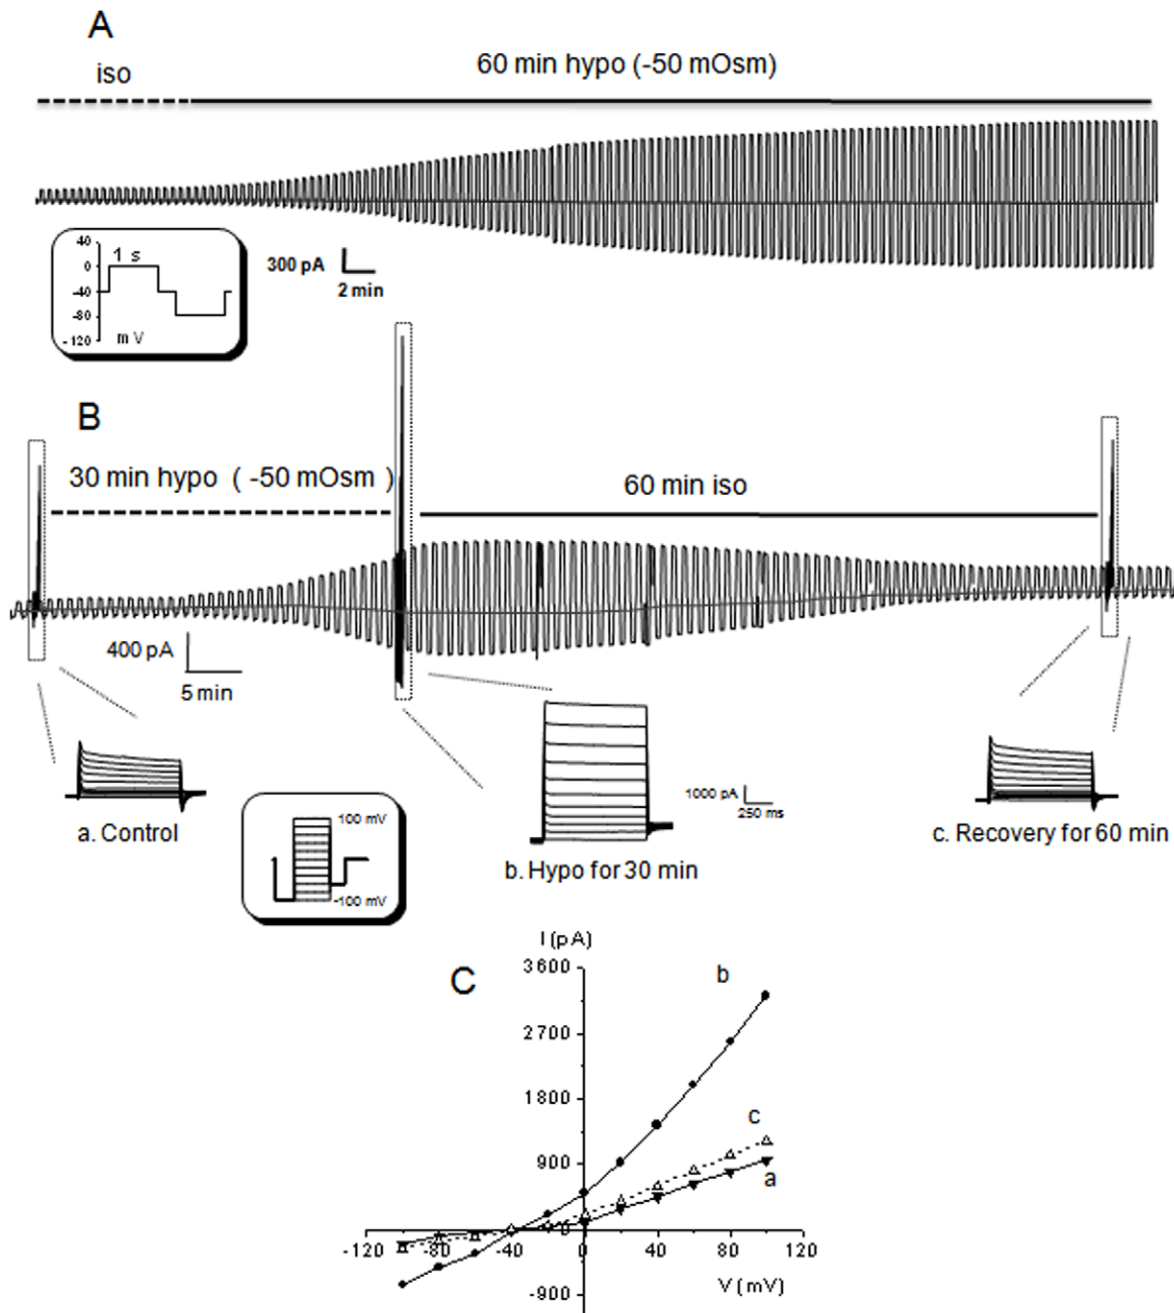 A
iso
60 min hypo (-50 mOsm)
40
0
-40
-80
-120
1 s
m V
300 pA
2 min
B
30 min hypo ( -50 mOsm )
60 min iso
400 pA
5 min
a. Control
100 mV
-100 mV
1000 pA
250 ms
b. Hypo for 30 min
c. Recovery for 60 min
C
I (pA)
3600
2700
1800
900
0
-900
b
c
a
-120
-80
-40
0
40
80
120
V (mV)